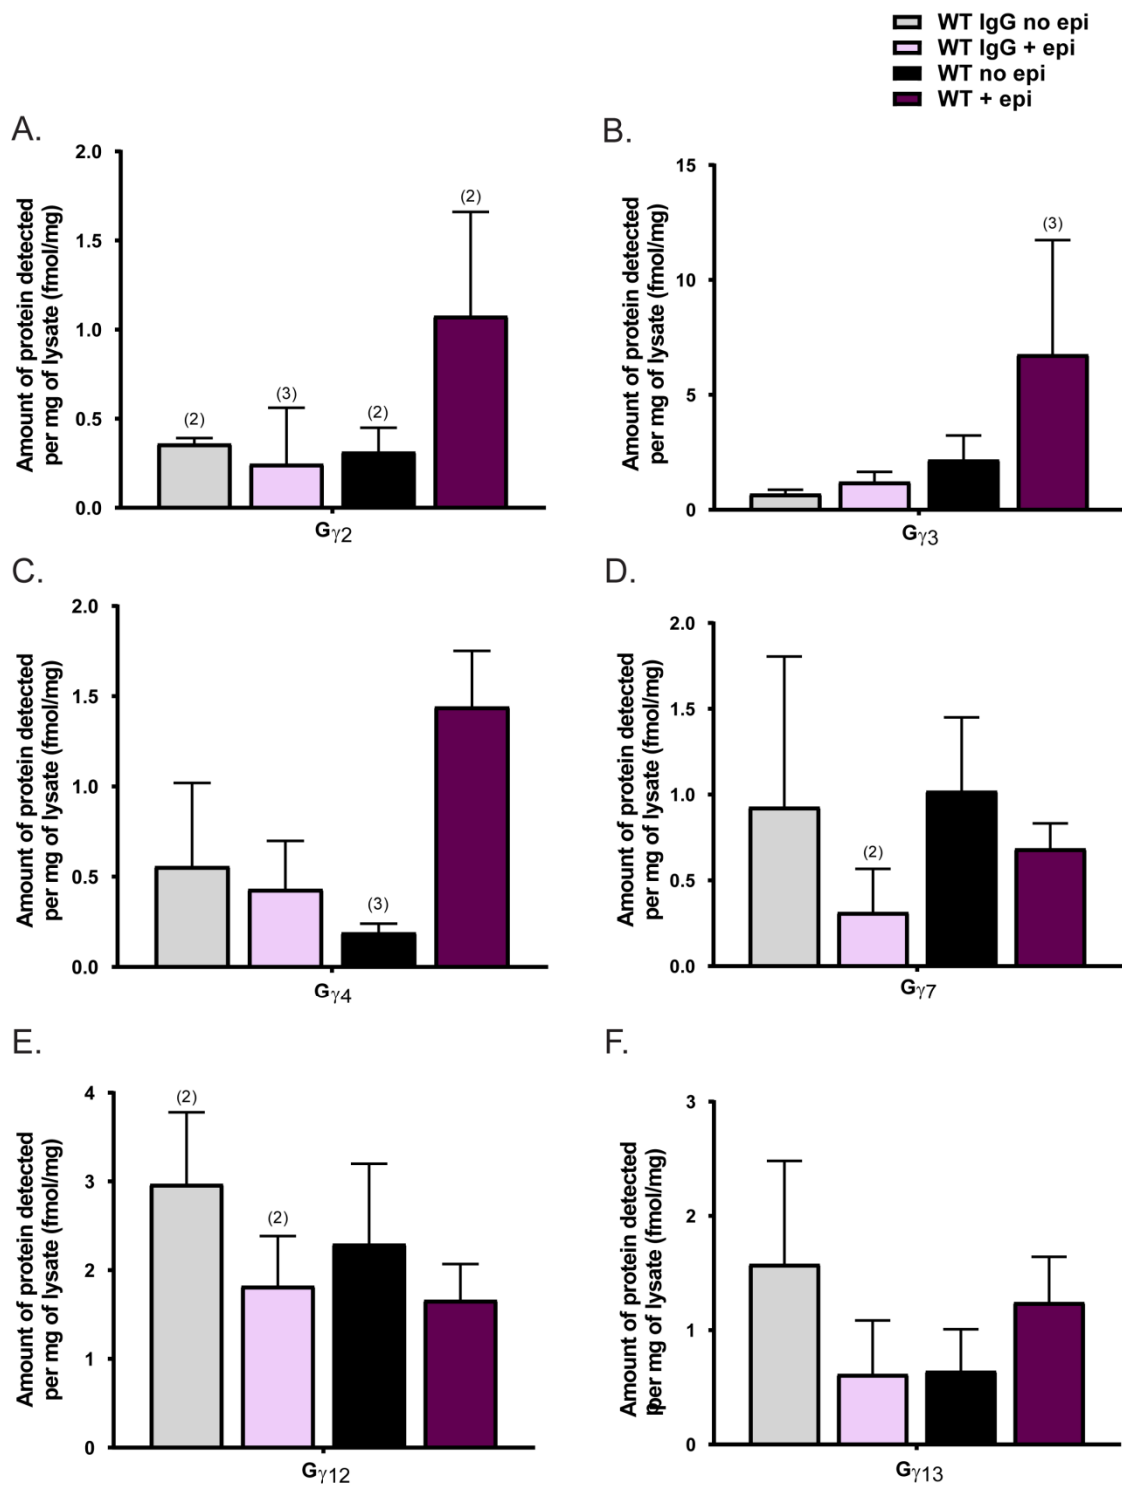 WT IgG no epi
WT IgG + epi
WT no epi
WT + epi
A.
Amount of protein detected
per mg of lysate (fmol/mg)
2.0
1.5
1.0
0.5
0.0
(2)
(3)
(2)
(2)
Gγ2
B.
Amount of protein detected
per mg of lysate (fmol/mg)
15
10
5
0
(3)
Gγ3
C.
Amount of protein detected
per mg of lysate (fmol/mg)
2.0
1.5
1.0
0.5
0.0
(3)
Gγ4
D.
Amount of protein detected
per mg of lysate (fmol/mg)
2.0
1.5
1.0
0.5
0.0
(2)
Gγ7
E.
Amount of protein detected
per mg of lysate (fmol/mg)
4
3
2
1
0
(2)
(2)
Gγ12
F.
Amount of protein detected
per mg of lysate (fmol/mg)
3
2
1
0
Gγ13